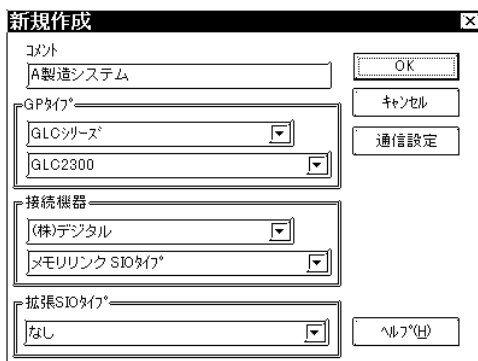 新規作成
コメント
A製造システム
OK
キャンセル
通信設定
GPﾀｲﾌﾟ
GLCｼﾘｰｽﾞ
GLC2300
接続機器
(株)デジタル
メモリリンク SIOﾀｲﾌﾟ
拡張SIOﾀｲﾌﾟ
なし
ﾍﾙﾌﾟ(H)